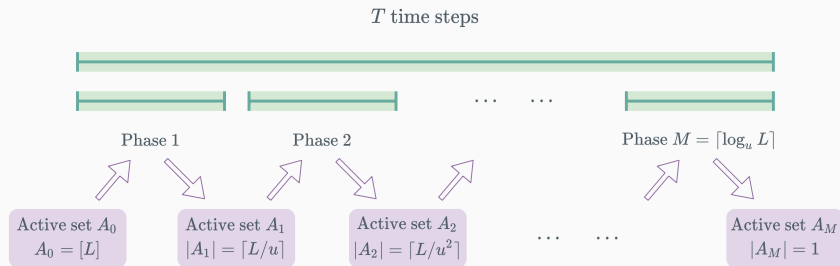 T time steps
... ...
Phase 1
Phase 2
Phase M = ⌈log_u L⌉
Active set A_0
A_0 = [L]
Active set A_1
|A_1| = ⌈L/u⌉
Active set A_2
|A_2| = ⌈L/u²⌉
... ...
Active set A_M
|A_M| = 1